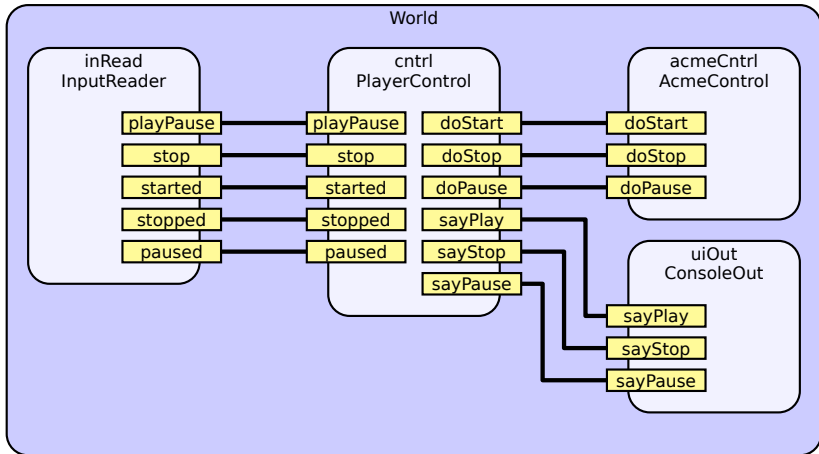 World
inRead
InputReader
playPause
stop
started
stopped
paused
cntrl
PlayerControl
playPause
stop
started
stopped
paused
doStart
doStop
doPause
sayPlay
sayStop
sayPause
acmeCntrl
AcmeControl
doStart
doStop
doPause
uiOut
ConsoleOut
sayPlay
sayStop
sayPause